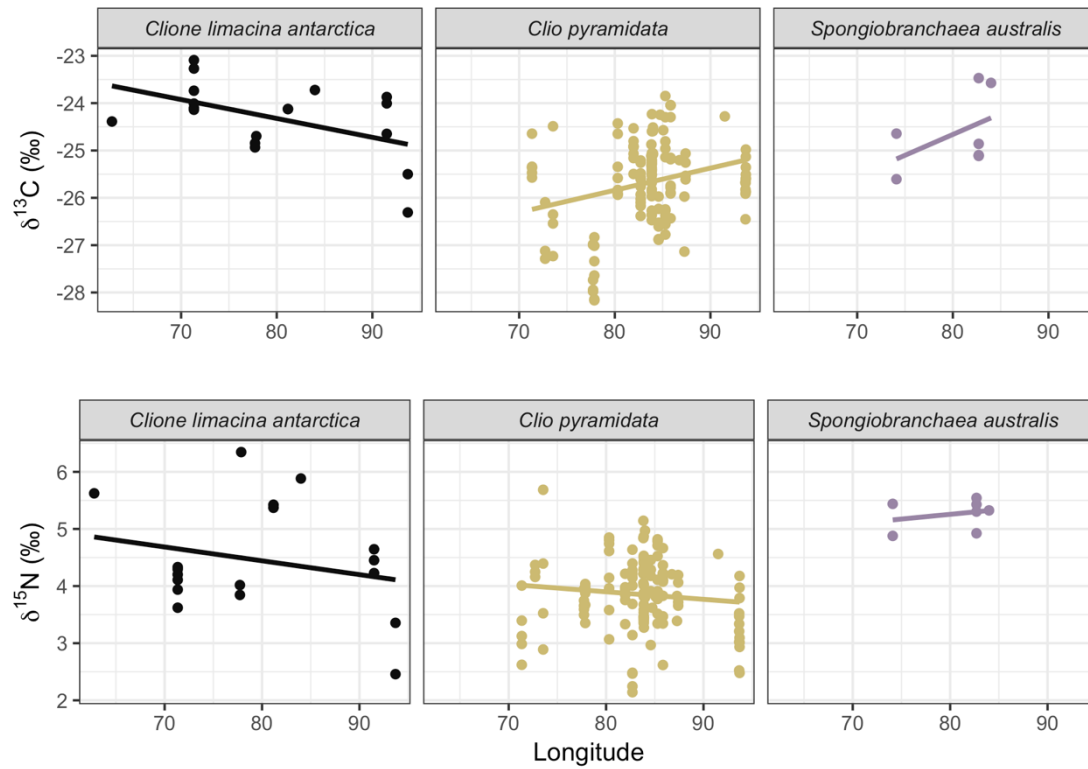 Clione limacina antarctica
Clio pyramidata
Spongiobranchaea australis
-23
-24
-25
-26
-27
-28
δ¹³C (‰)
70 80 90
70 80 90
70 80 90
Clione limacina antarctica
Clio pyramidata
Spongiobranchaea australis
6
5
4
3
2
δ¹⁵N (‰)
70 80 90
70 80 90
70 80 90
Longitude